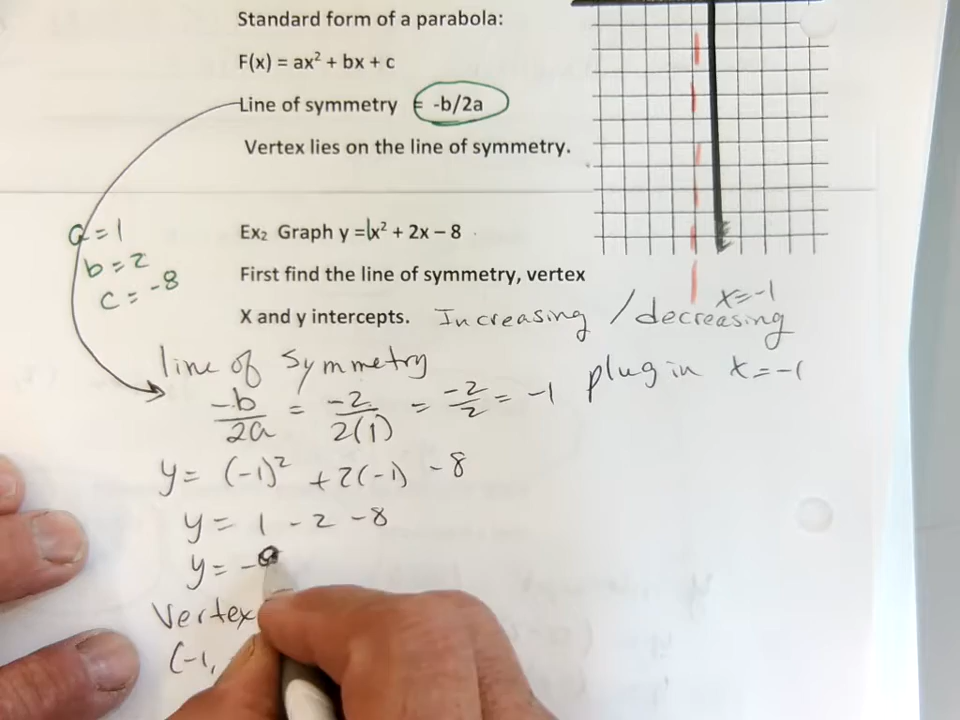 Standard form of a parabola:
F(x) = ax² + bx + c
Line of symmetry = -b/2a
Vertex lies on the line of symmetry.
a = 1
b = 2
c = -8
Ex2 Graph y =1x² + 2x – 8
First find the line of symmetry, vertex
X and y intercepts. Increasing / decreasing
x = -1
line of symmetry
plug in x = -1
-b/2a = -2/2(1) = -2/2 = -1
y = (-1)² + 2(-1) - 8
y = 1 - 2 - 8
y = -9
Vertex
(-1,